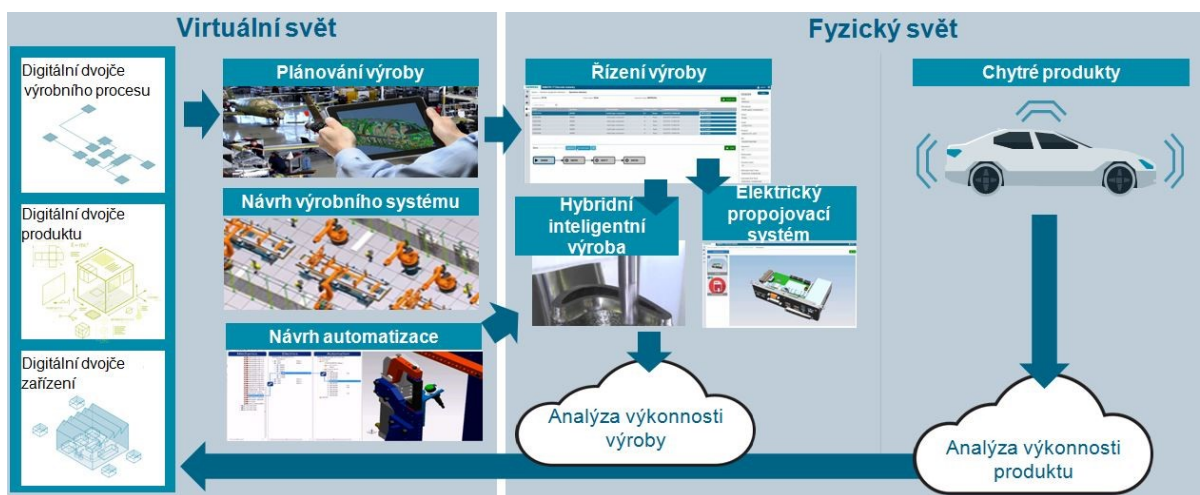 Virtuální svět
Fyzický svět
Digitální dvojče
výrobního procesu
Plánování výroby
Řízení výroby
Chytré produkty
Digitální dvojče
produktu
Návrh výrobního systému
Hybridní
inteligentní
výroba
Elektrický
propojovací
systém
Digitální dvojče
zařízení
Návrh automatizace
Analýza výkonnosti
výroby
Analýza výkonnosti
produktu